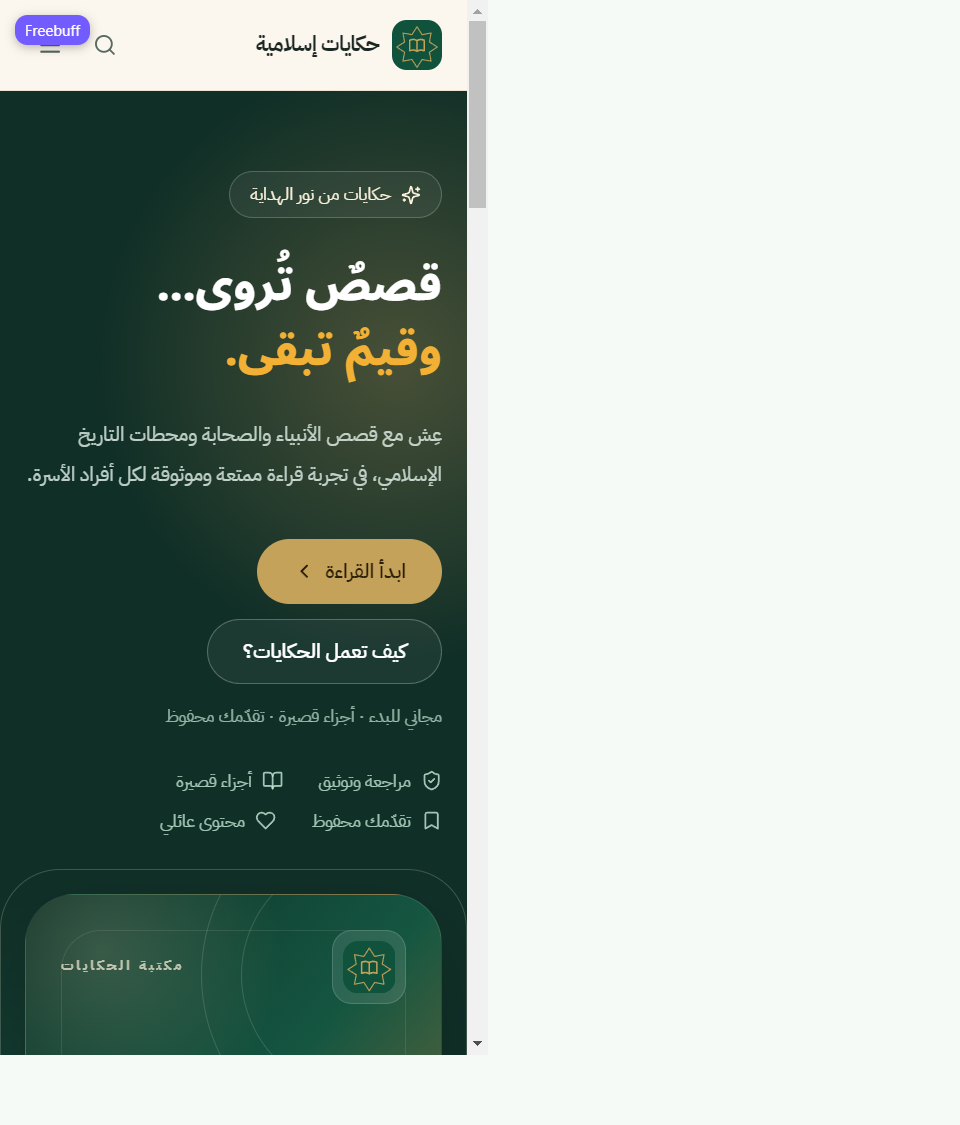 Freebuff
حكايات إسلامية
حكايات من نور الهداية
قصصٌ تُروى...
وقيمٌ تبقى.
عِش مع قصص الأنبياء والصحابة ومحطات التاريخ
الإسلامي، في تجربة قراءة ممتعة وموثوقة لكل أفراد الأسرة.
ابدأ القراءة
كيف تعمل الحكايات؟
مجاني للبدء · أجزاء قصيرة · تقدّمك محفوظ
مراجعة وتوثيق
أجزاء قصيرة
تقدّمك محفوظ
محتوى عائلي
مكتبة الحكايات